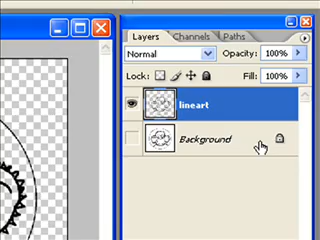 Layers Channels Paths
Normal Opacity: 100%
Lock: Fill: 100%
lineart
Background